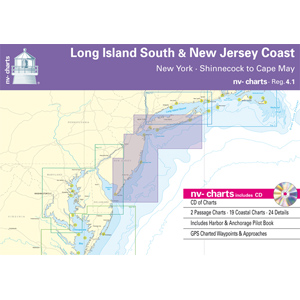 nv- charts
Long Island South & New Jersey Coast
New York - Shinnecock to Cape May
nv- charts · Reg. 4.1
nv- charts includes CD
CD of Charts
2 Passage Charts · 19 Coastal Charts · 24 Details
Includes Harbor & Anchorage Pilot Book
GPS Charted Waypoints & Approaches